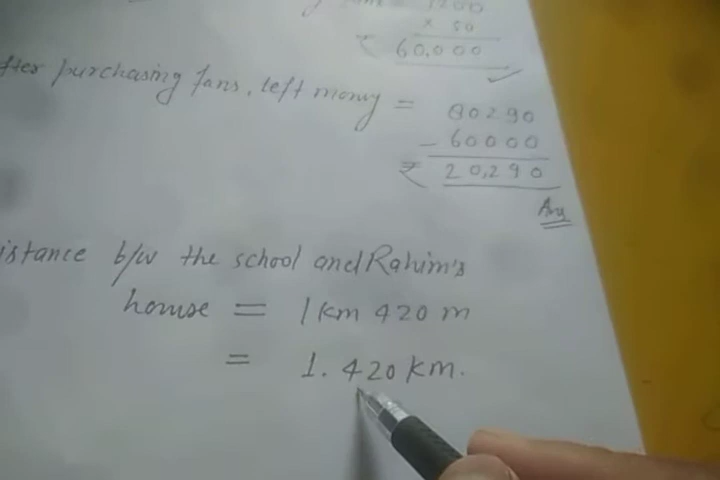 1200
× 50
₹ 60,000
fter purchasing fans, left money = 80290
- 60000
₹ 20,290
Ans
istance b/w the school and Rahim's
house = 1 km 420 m
= 1.420 km.